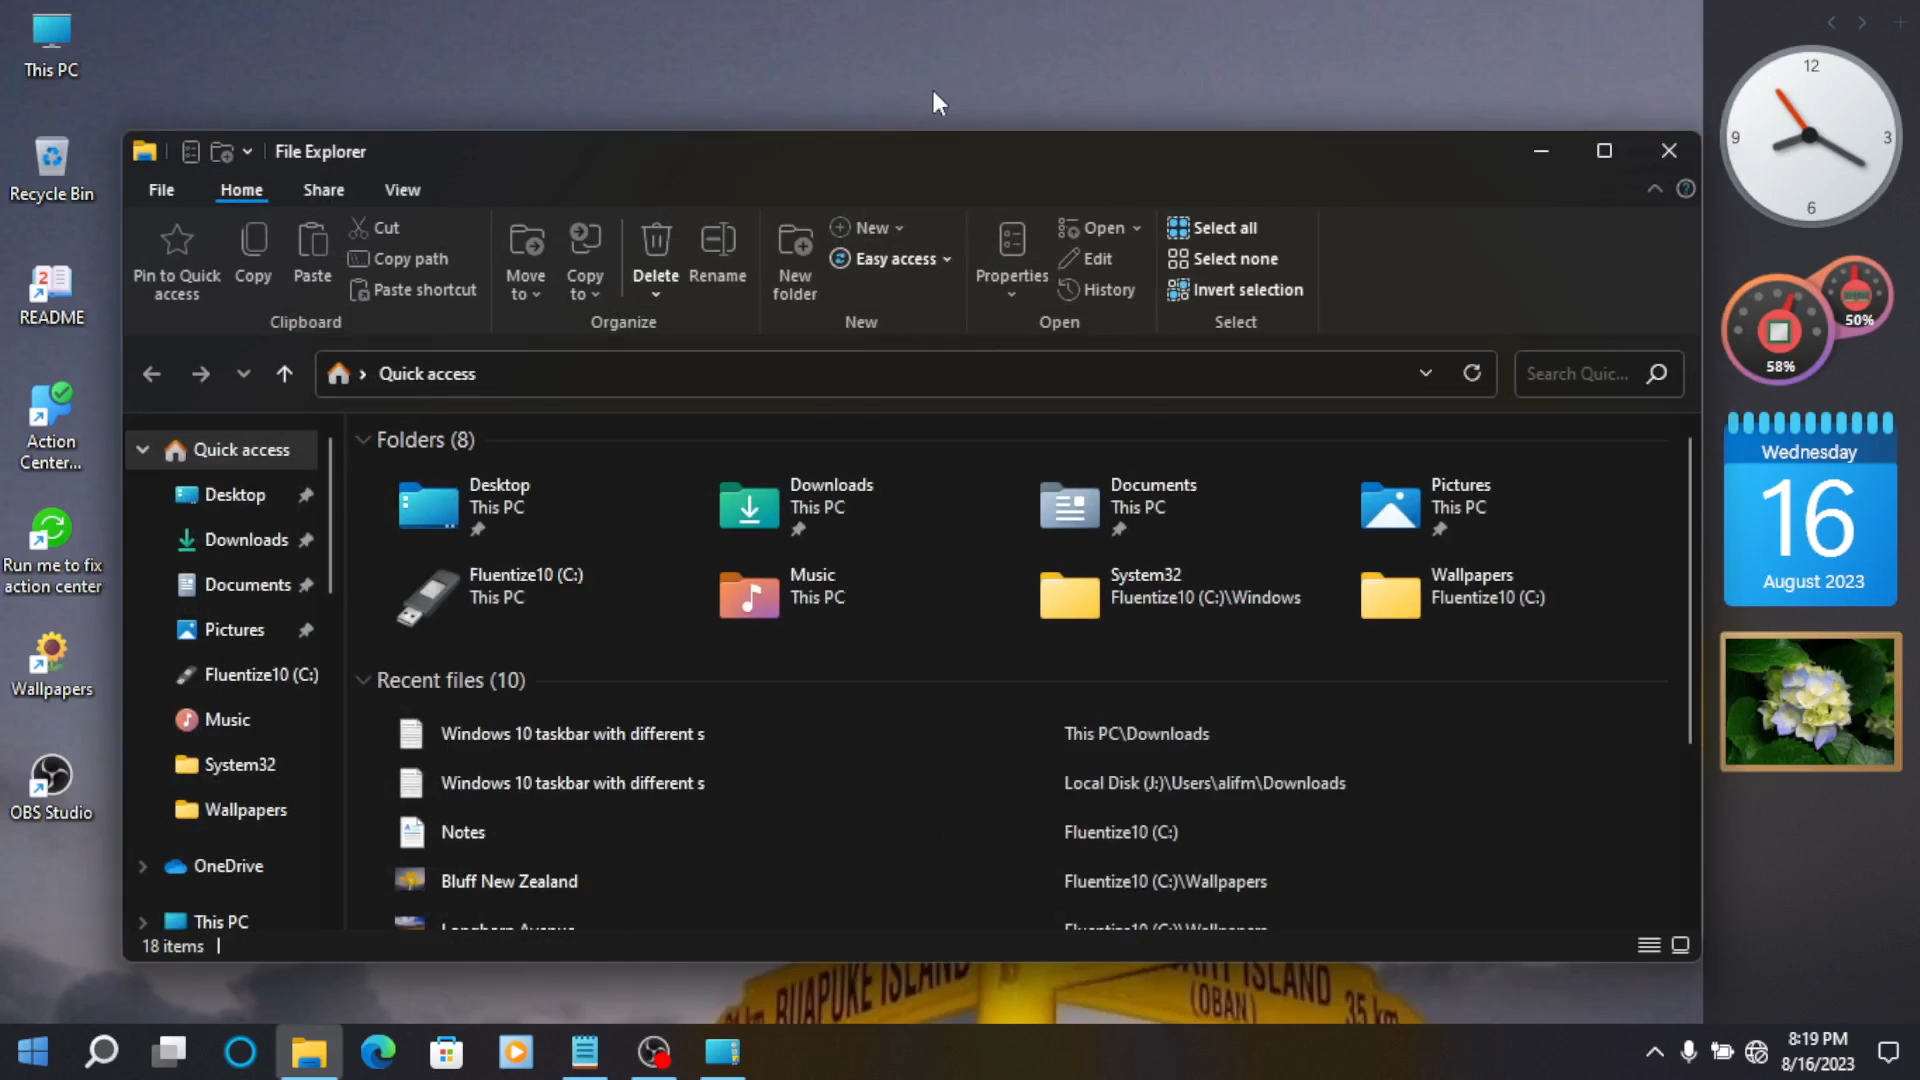 This PC
Recycle Bin
README
Action
Center...
Run me to fix
action center
Wallpapers
OBS Studio
File Explorer
File
Home
Share
View
Pin to Quick
access
Copy
Paste
Cut
Copy path
Paste shortcut
Clipboard
Move
to
Copy
to
Delete
Rename
Organize
New
folder
New
Easy access
New
Properties
Open
Edit
History
Open
Select all
Select none
Invert selection
Select
Quick access
Search Quic...
Quick access
Desktop
Downloads
Documents
Pictures
Fluentize10 (C:)
Music
System32
Wallpapers
OneDrive
This PC
Folders (8)
Desktop
This PC
Downloads
This PC
Documents
This PC
Pictures
This PC
Fluentize10 (C:)
This PC
Music
This PC
System32
Fluentize10 (C:)\Windows
Wallpapers
Fluentize10 (C:)
Recent files (10)
Windows 10 taskbar with different s
This PC\Downloads
Windows 10 taskbar with different s
Local Disk (J:)\Users\alifm\Downloads
Notes
Fluentize10 (C:)
Bluff New Zealand
Fluentize10 (C:)\Wallpapers
18 items
12
3
6
9
50%
58%
Wednesday
16
August 2023
RUAPUKE ISLAND
ISLAND
(OBAN)
35 km
8:19 PM
8/16/2023